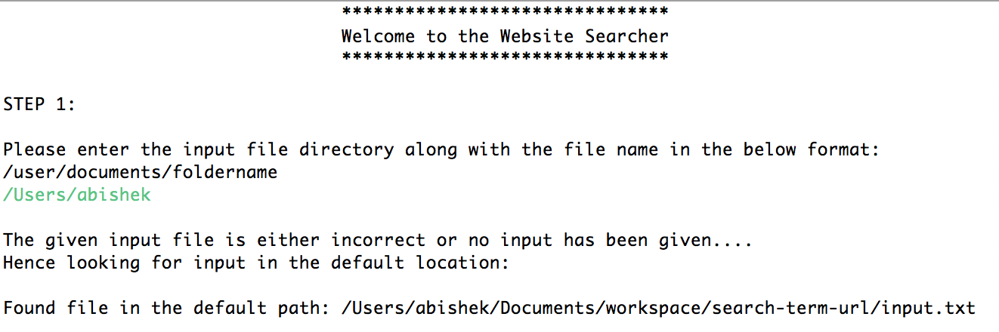 *******************************
Welcome to the Website Searcher
*******************************
STEP 1:
Please enter the input file directory along with the file name in the below format:
/user/documents/foldername
/Users/abishek
The given input file is either incorrect or no input has been given....
Hence looking for input in the default location:
Found file in the default path: /Users/abishek/Documents/workspace/search-term-url/input.txt